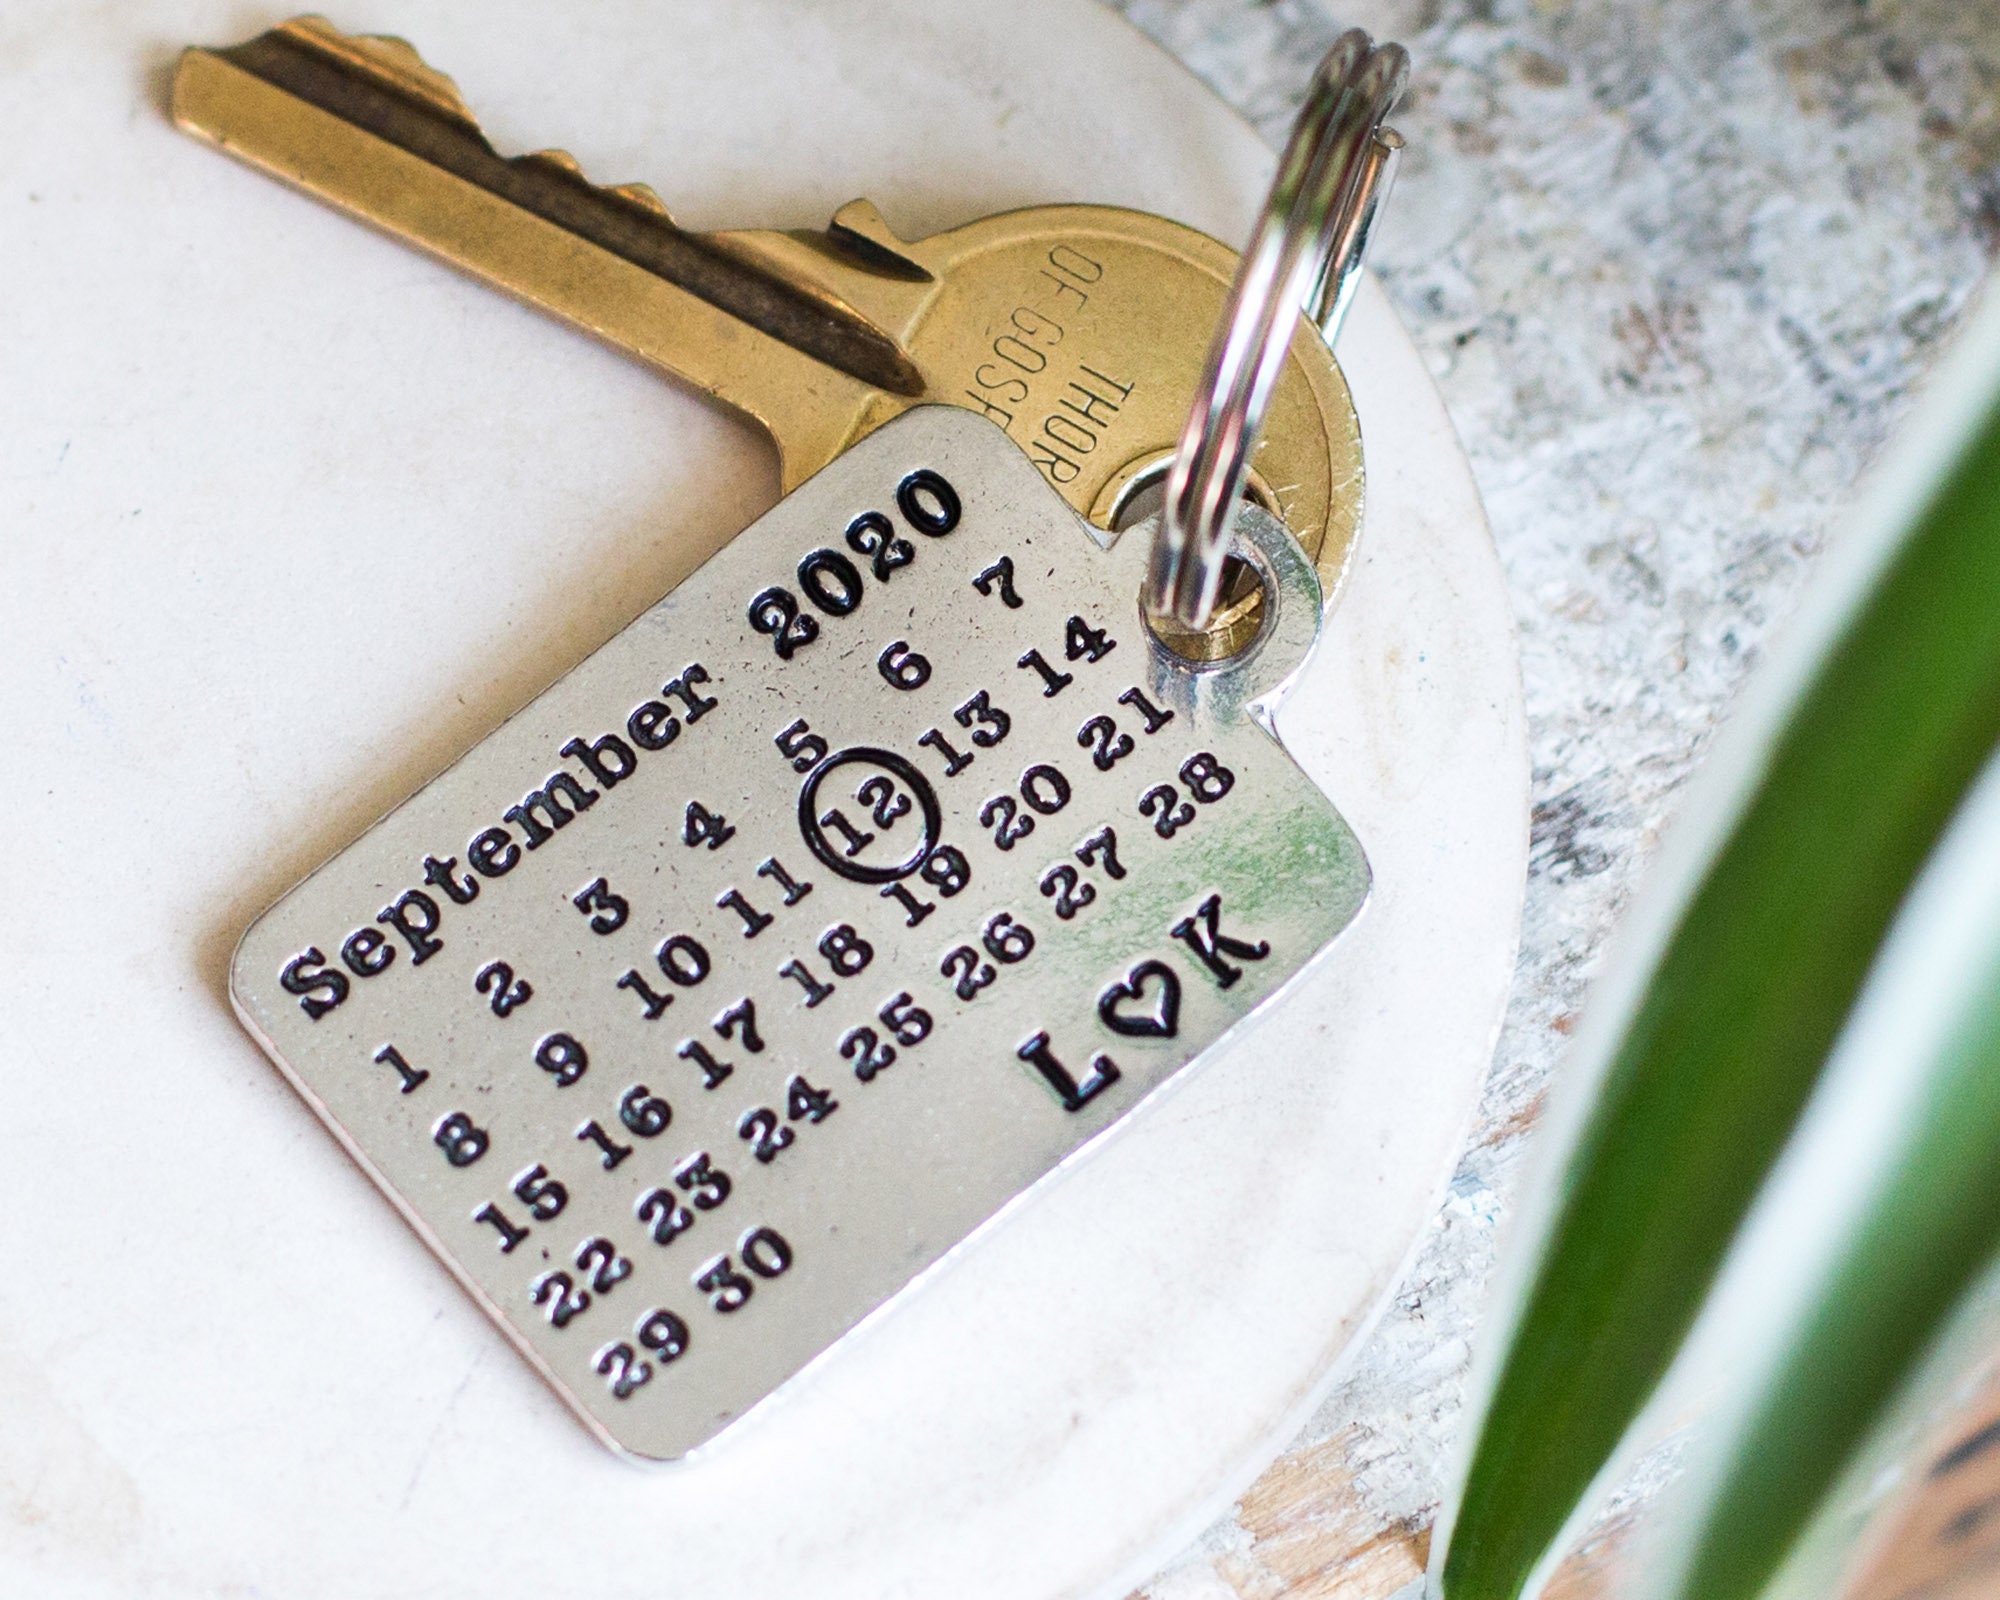 September 2020
1 2 3 4 5 6 7
8 9 10 11 12 13 14
15 16 17 18 19 20 21
22 23 24 25 26 27 28
29 30
L♡K
THOR
OF